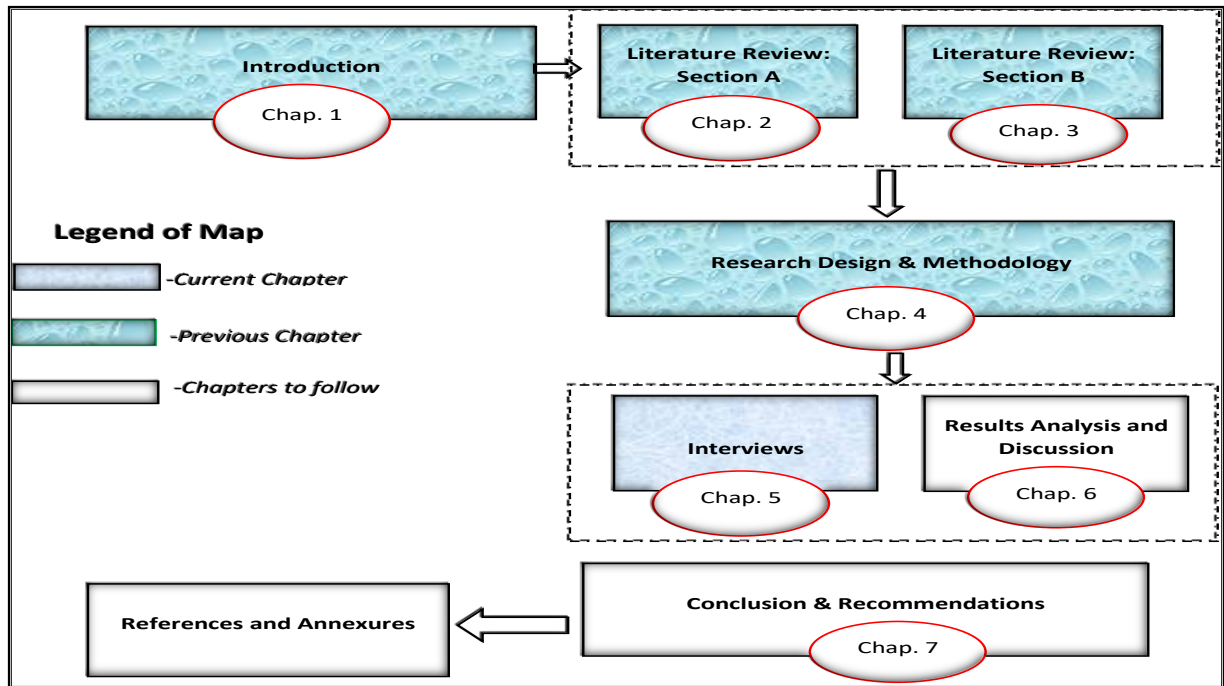 Introduction
Chap. 1
Literature Review:
Section A
Chap. 2
Literature Review:
Section B
Chap. 3
Legend of Map
-Current Chapter
-Previous Chapter
-Chapters to follow
Research Design & Methodology
Chap. 4
Interviews
Chap. 5
Results Analysis and
Discussion
Chap. 6
Conclusion & Recommendations
Chap. 7
References and Annexures